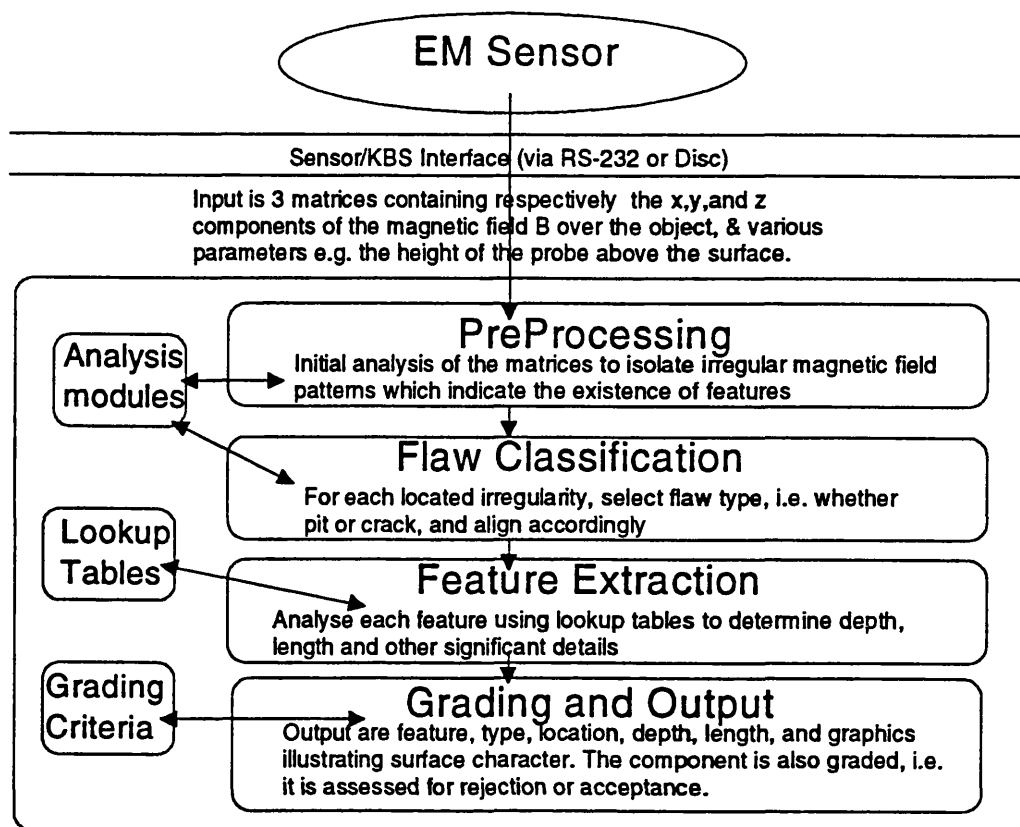 EM Sensor
Sensor/KBS Interface (via RS-232 or Disc)
Input is 3 matrices containing respectively the x,y,and z
components of the magnetic field B over the object, & various
parameters e.g. the height of the probe above the surface.
Analysis
modules
PreProcessing
Initial analysis of the matrices to isolate irregular magnetic field
patterns which indicate the existence of features
Flaw Classification
For each located irregularity, select flaw type, i.e. whether
pit or crack, and align accordingly
Lookup
Tables
Feature Extraction
Analyse each feature using lookup tables to determine depth,
length and other significant details
Grading
Criteria
Grading and Output
Output are feature, type, location, depth, length, and graphics
illustrating surface character. The component is also graded, i.e.
it is assessed for rejection or acceptance.